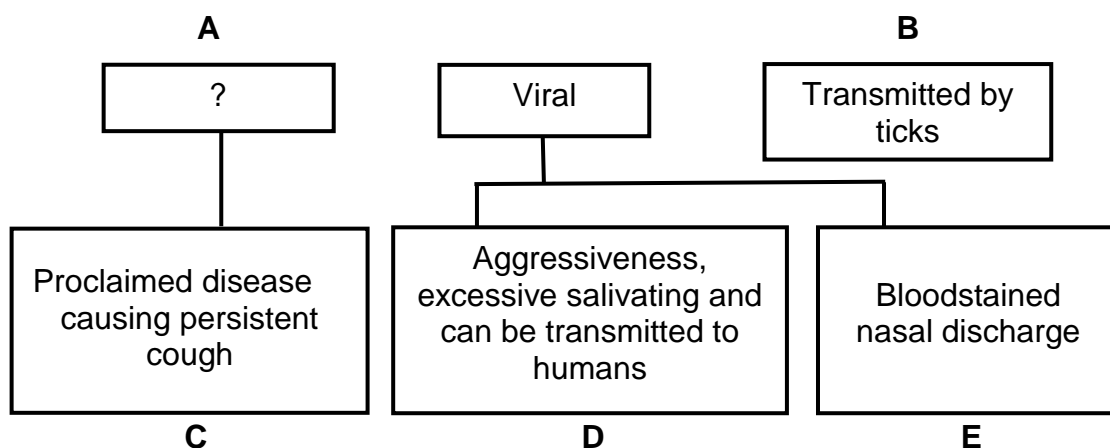 A
B
?
Viral
Transmitted by
ticks
Proclaimed disease
causing persistent
cough
Aggressiveness,
excessive salivating and
can be transmitted to
humans
Bloodstained
nasal discharge
C
D
E